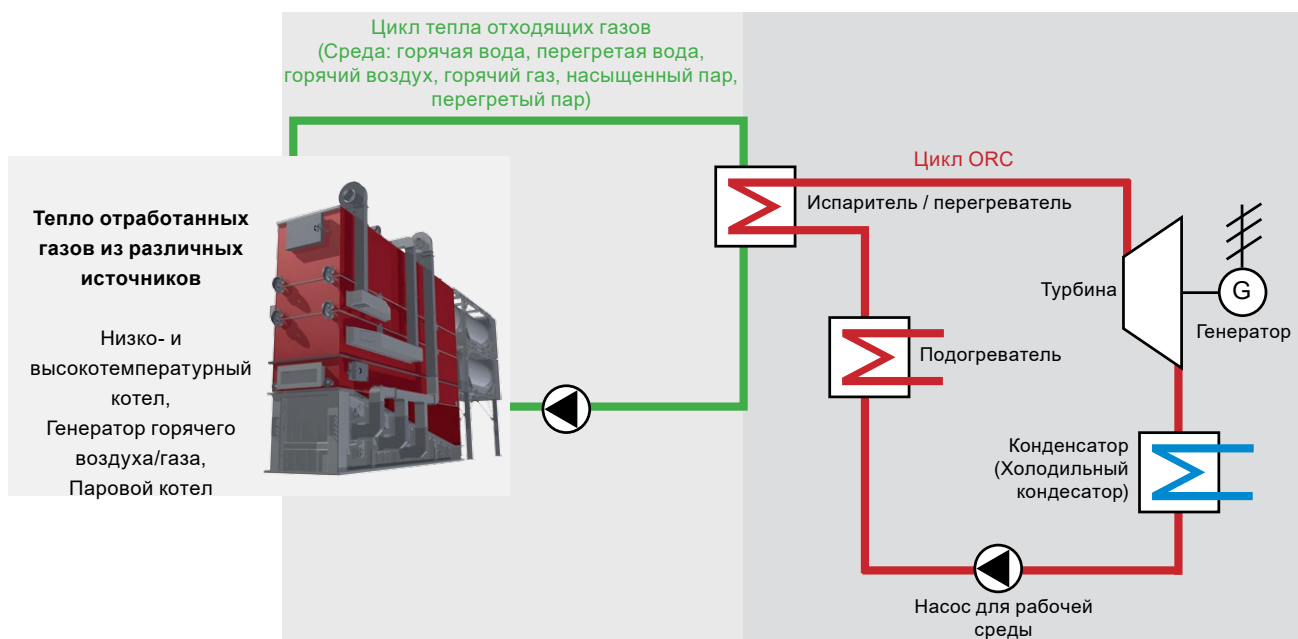 Цикл тепла отходящих газов
(Среда: горячая вода, перегретая вода,
горячий воздух, горячий газ, насыщенный пар,
перегретый пар)
Тепло отработанных
газов из различных
источников
Низко- и
высокотемпературный
котел,
Генератор горячего
воздуха/газа,
Паровой котел
Цикл ORC
Испаритель / перегреватель
Турбина
G
Генератор
Подогреватель
Конденсатор
(Холодильный
кондесатор)
Насос для рабочей
среды